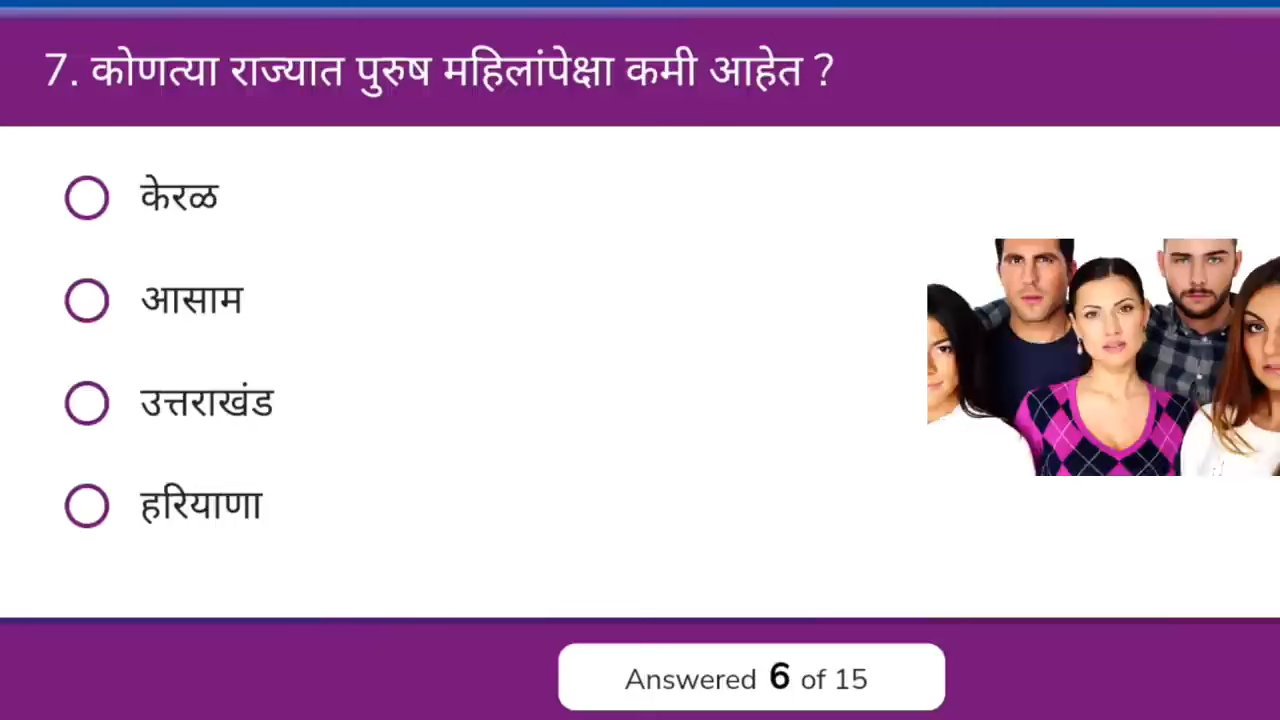 7. कोणत्या राज्यात पुरुष महिलांपेक्षा कमी आहेत ?
केरळ
आसाम
उत्तराखंड
हरियाणा
Answered 6 of 15